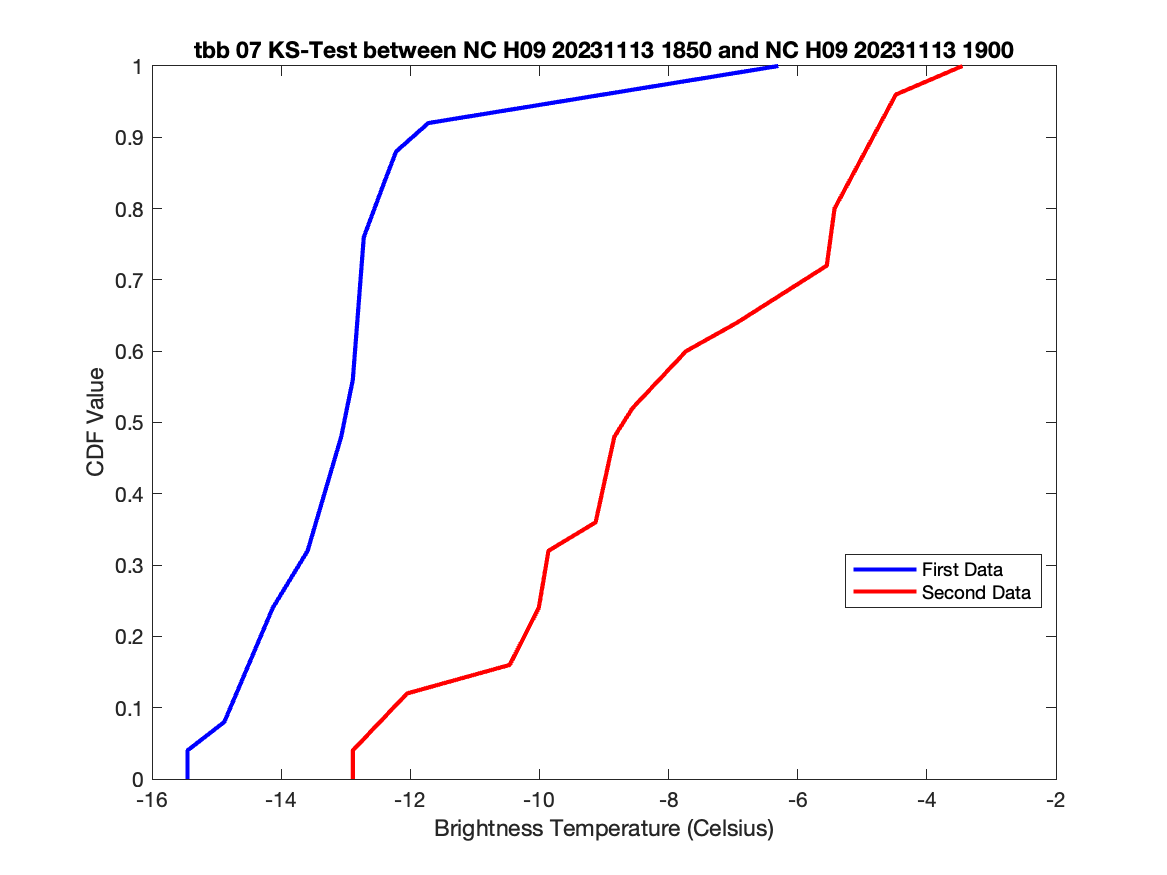 tbb 07 KS-Test between NC H09 20231113 1850 and NC H09 20231113 1900
1
0.9
0.8
0.7
0.6
0.5
0.4
0.3
0.2
0.1
0
CDF Value
First Data
Second Data
-16 -14 -12 -10 -8 -6 -4 -2
Brightness Temperature (Celsius)